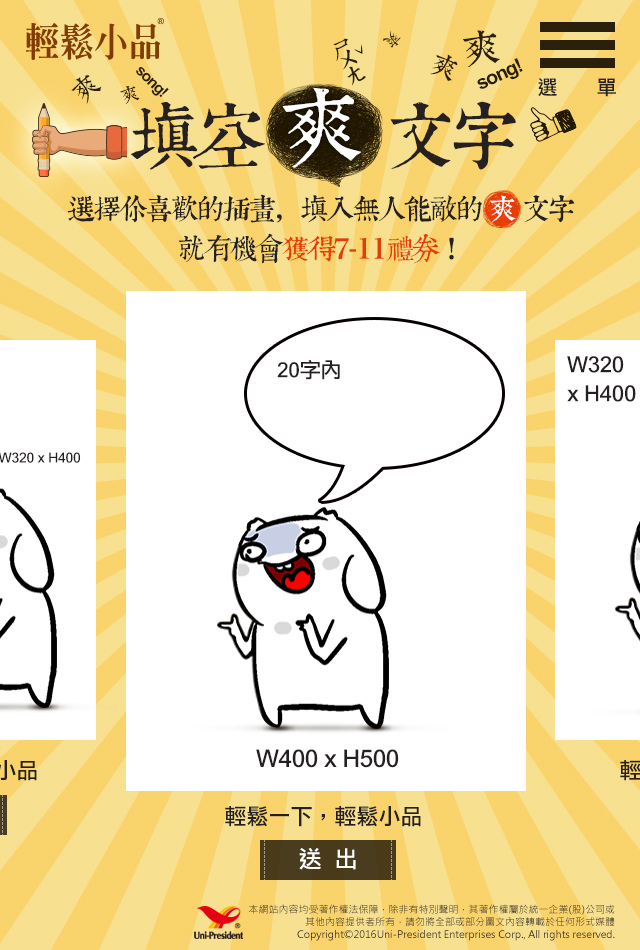 輕鬆小品®
ㄕㄨㄤ
爽
爽
爽
song!
爽
爽
song!
選 單
填空爽文字
選擇你喜歡的插畫，填入無人能敵的爽文字
就有機會獲得7-11禮券！
20字內
W320
x H400
W320 x H400
W400 x H500
小品
輕
輕鬆一下，輕鬆小品
送 出
Uni-President
本網站內容均受著作權法保障，除非有特別聲明，其著作權屬於統一企業(股)公司或
其他內容提供者所有，請勿將全部或部分圖文內容轉載於任何形式媒體
Copyright©2016Uni-President Enterprises Corp, All rights reserved.